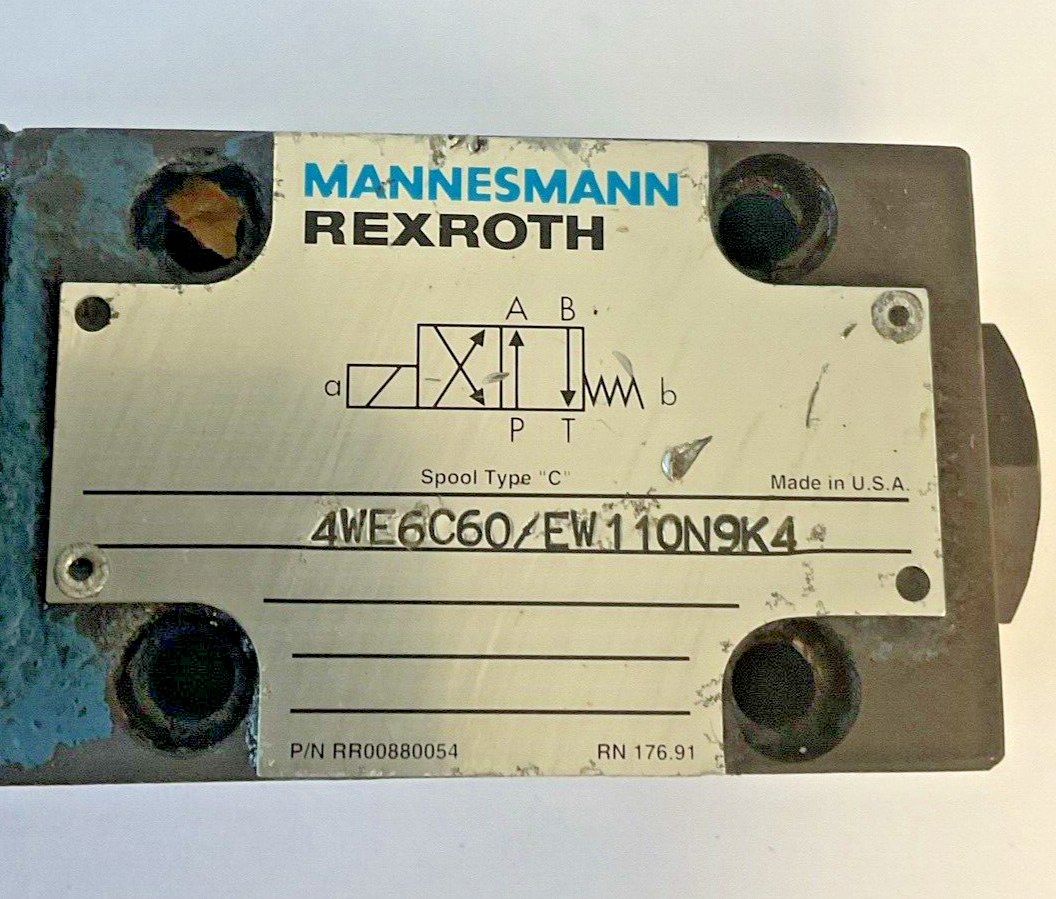 MANNESMANN
REXROTH
A B
a b
P T
Spool Type "C"
Made in U.S.A.
4WE6C60/EW110N9K4
P/N RR00880054 RN 176.91